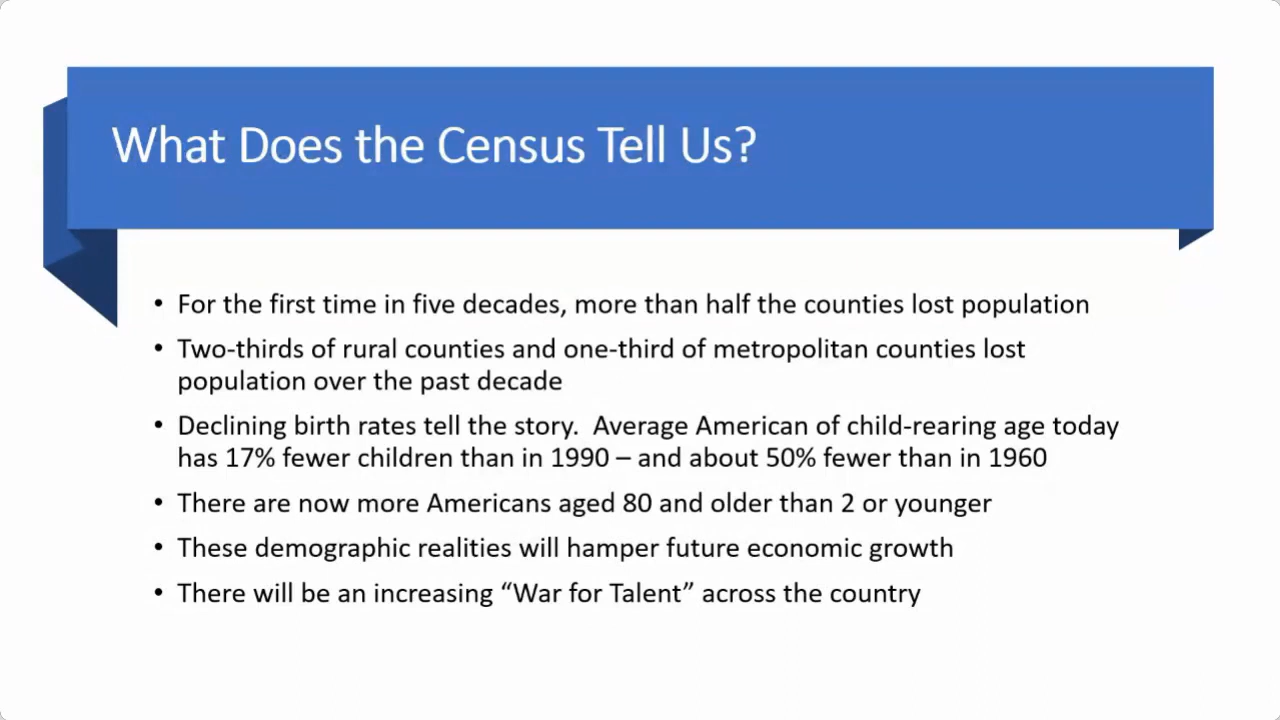 What Does the Census Tell Us?
• For the first time in five decades, more than half the counties lost population
• Two-thirds of rural counties and one-third of metropolitan counties lost
population over the past decade
• Declining birth rates tell the story.  Average American of child-rearing age today
has 17% fewer children than in 1990 – and about 50% fewer than in 1960
• There are now more Americans aged 80 and older than 2 or younger
• These demographic realities will hamper future economic growth
• There will be an increasing “War for Talent” across the country